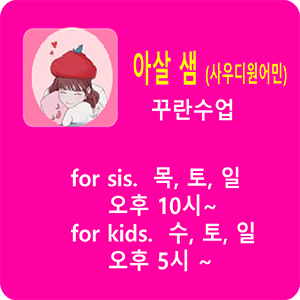 아살 샘 (사우디원어민)
꾸란수업
for sis. 목, 토, 일
오후 10시~
for kids. 수, 토, 일
오후 5시 ~